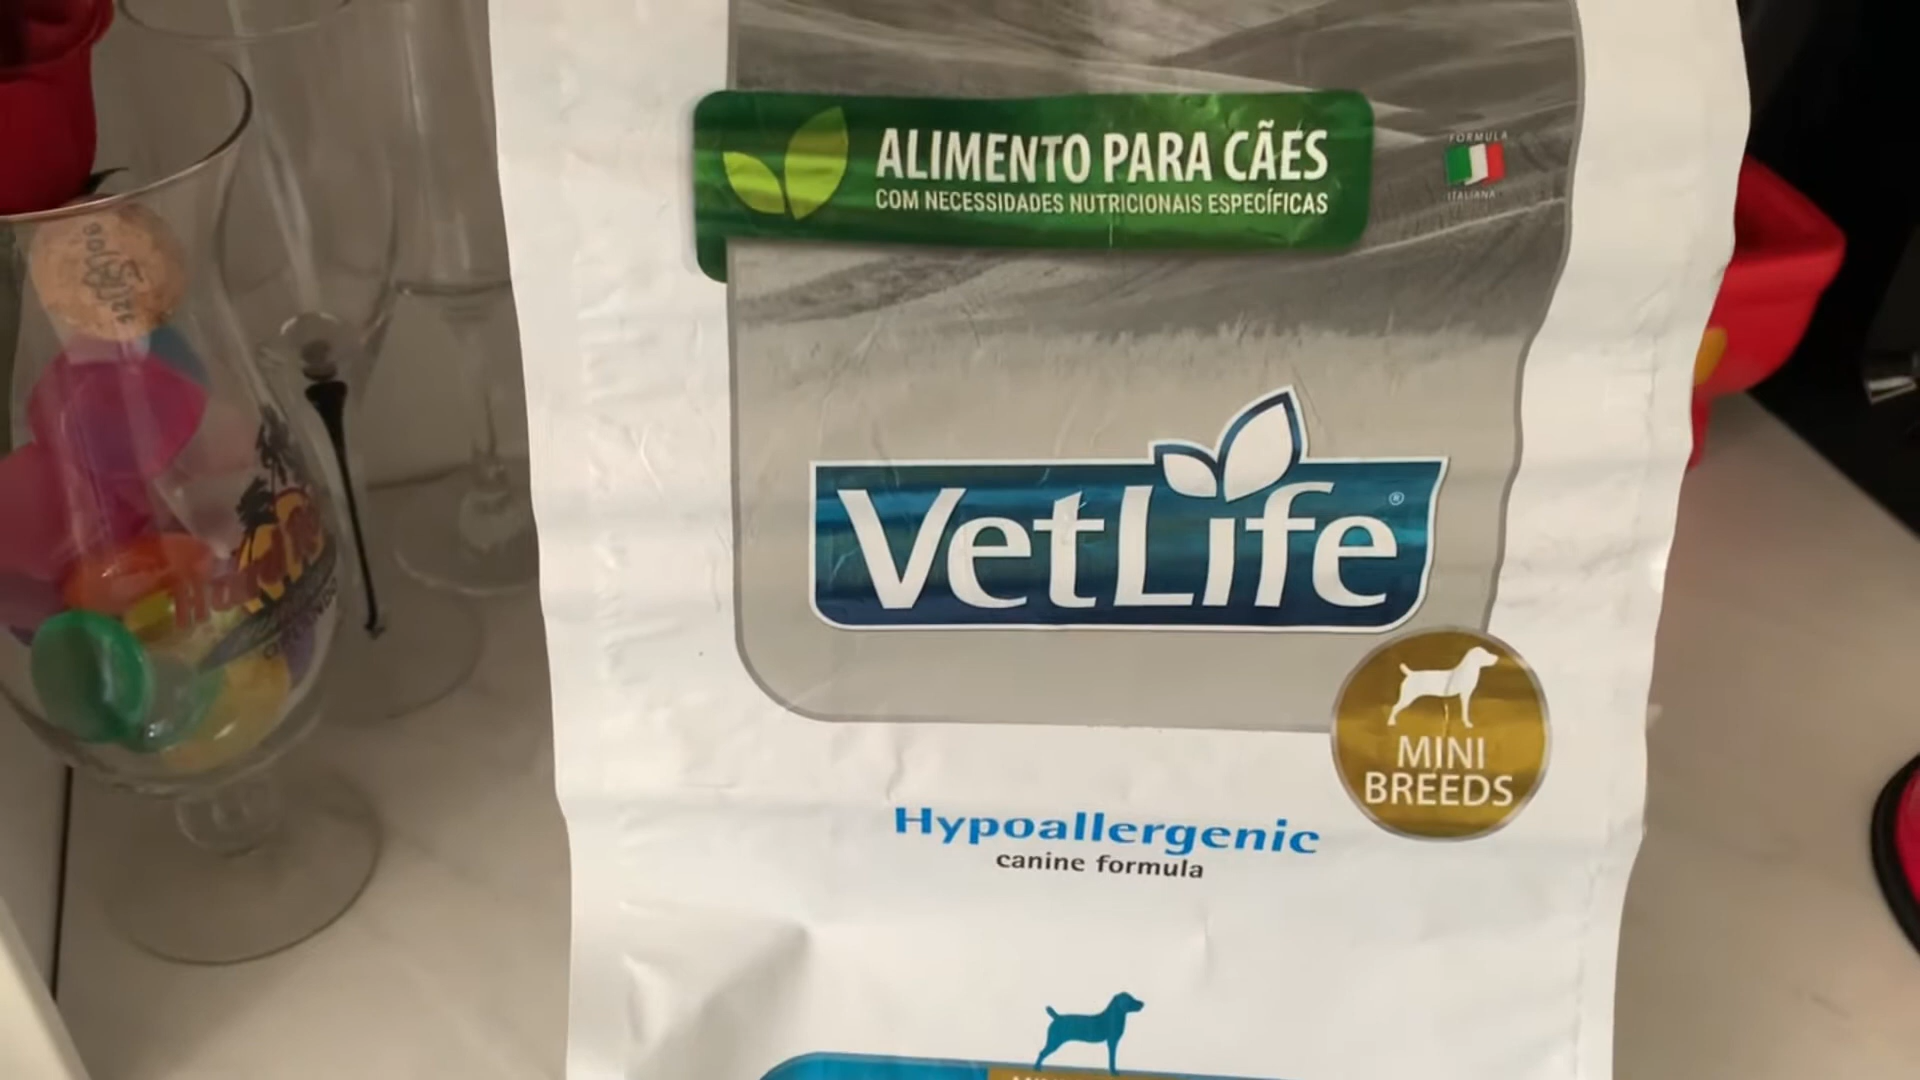 ALIMENTO PARA CÃES
COM NECESSIDADES NUTRICIONAIS ESPECÍFICAS
FORMULA
ITALIANA
VetLife®
MINI
BREEDS
Hypoallergenic
canine formula